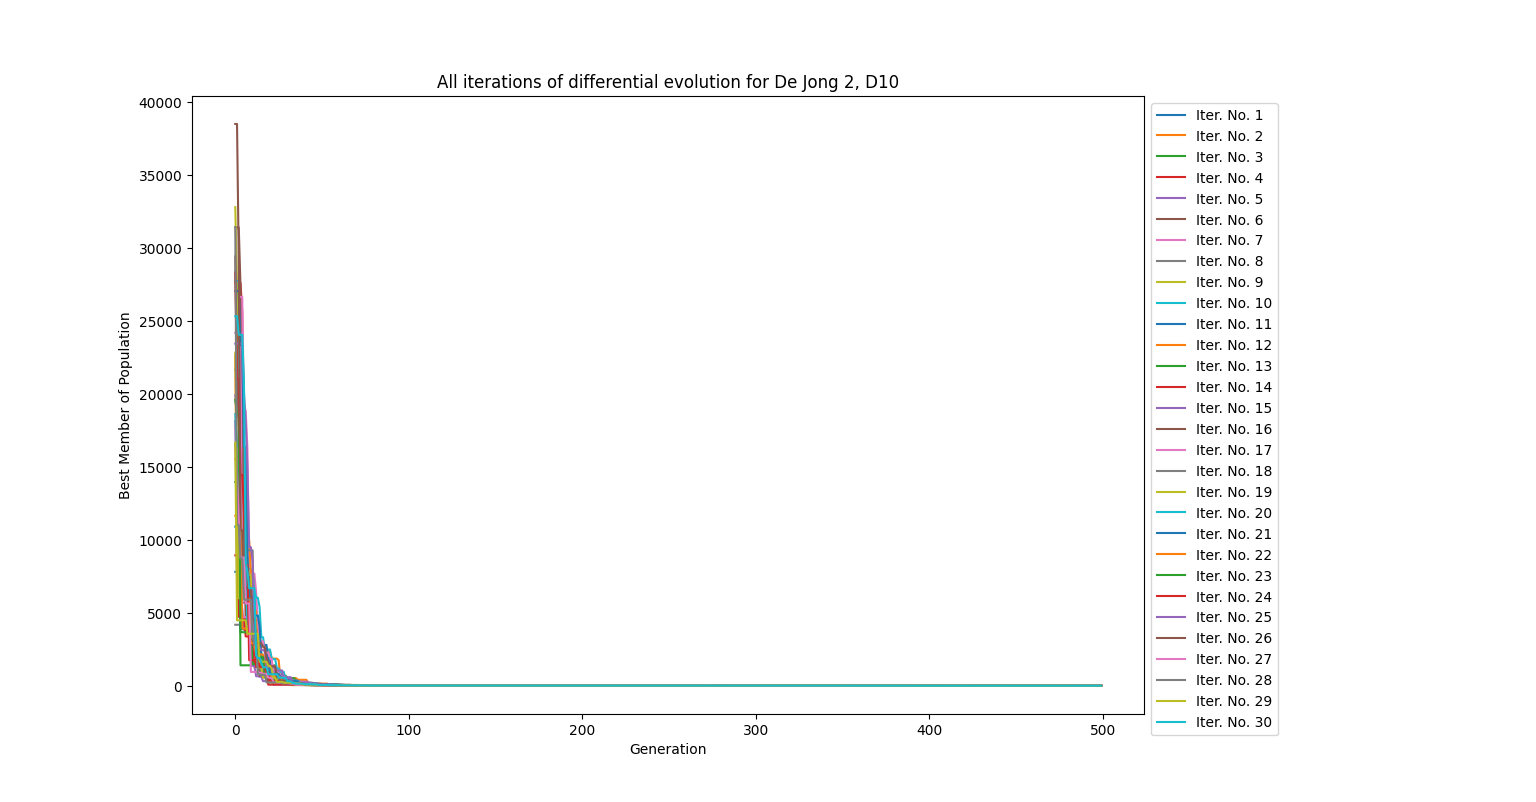 All iterations of differential evolution for De Jong 2, D10
40000
35000
30000
25000
20000
15000
10000
5000
0
Best Member of Population
0
100
200
300
400
500
Generation
Iter. No. 1
Iter. No. 2
Iter. No. 3
Iter. No. 4
Iter. No. 5
Iter. No. 6
Iter. No. 7
Iter. No. 8
Iter. No. 9
Iter. No. 10
Iter. No. 11
Iter. No. 12
Iter. No. 13
Iter. No. 14
Iter. No. 15
Iter. No. 16
Iter. No. 17
Iter. No. 18
Iter. No. 19
Iter. No. 20
Iter. No. 21
Iter. No. 22
Iter. No. 23
Iter. No. 24
Iter. No. 25
Iter. No. 26
Iter. No. 27
Iter. No. 28
Iter. No. 29
Iter. No. 30